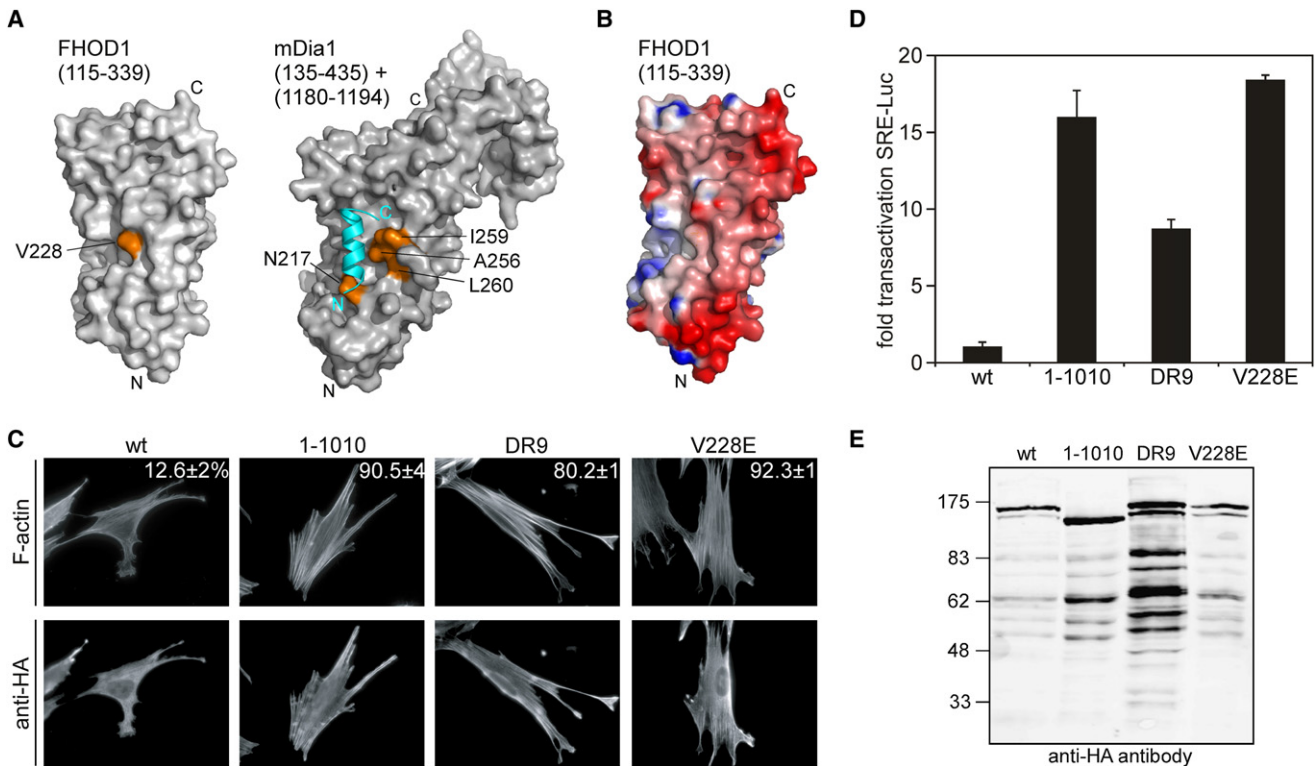 A
FHOD1
(115-339)
C
V228
N
mDia1
(135-435) +
(1180-1194)
C
C
N217
N
I259
A256
L260
N
B
FHOD1
(115-339)
C
N
C
wt
1-1010
DR9
V228E
F-actin
12.6±2%
90.5±4
80.2±1
92.3±1
anti-HA
D
fold transactivation SRE-Luc
20
15
10
5
0
wt
1-1010
DR9
V228E
E
wt
1-1010
DR9
V228E
175
83
62
48
33
anti-HA antibody